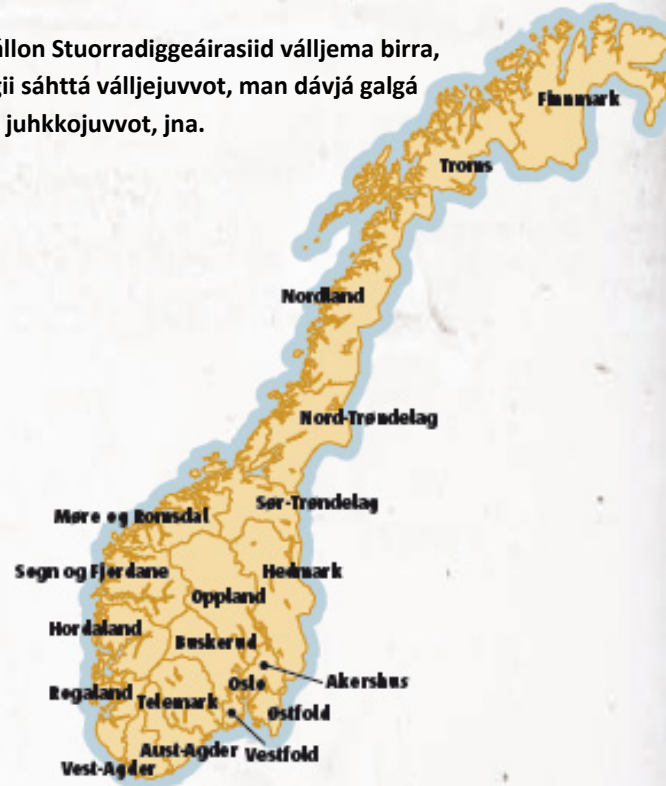 állon Stuorradiggeáirasiid válljema birra,
gii sáhttá válljejuvvot, man dávjá galgá
juhkkojuvvot, jna.
Finnmark
Troms
Nordland
Nord-Trøndelag
Sør-Trøndelag
Møre og Romsdal
Sogn og Fjordane
Hedmark
Oppland
Hordaland
Buskerud
Akershus
Oslo
Rogaland
Telemark
Østfold
Aust-Agder
Vestfold
Vest-Agder